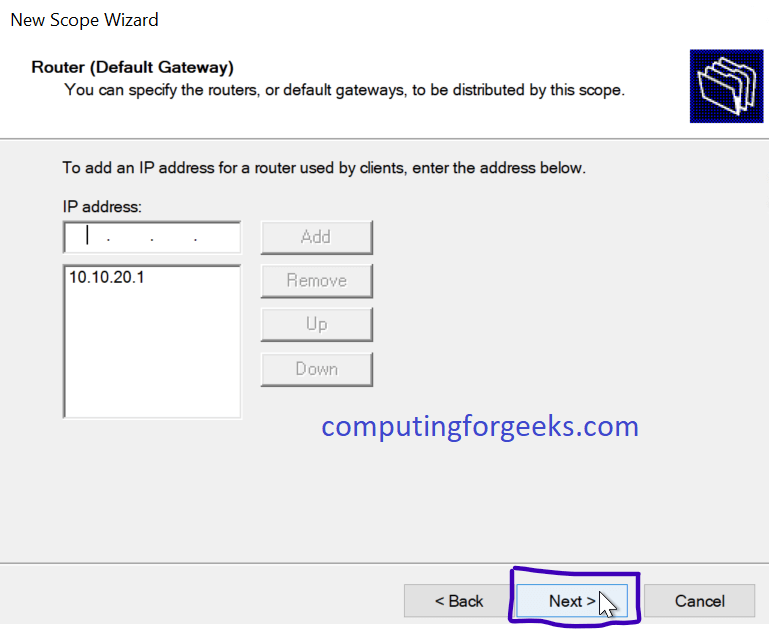 New Scope Wizard
Router (Default Gateway)
You can specify the routers, or default gateways, to be distributed by this scope.
To add an IP address for a router used by clients, enter the address below.
IP address:
. . .
Add
10.10.20.1
Remove
Up
Down
computingforgeeks.com
< Back
Next >
Cancel